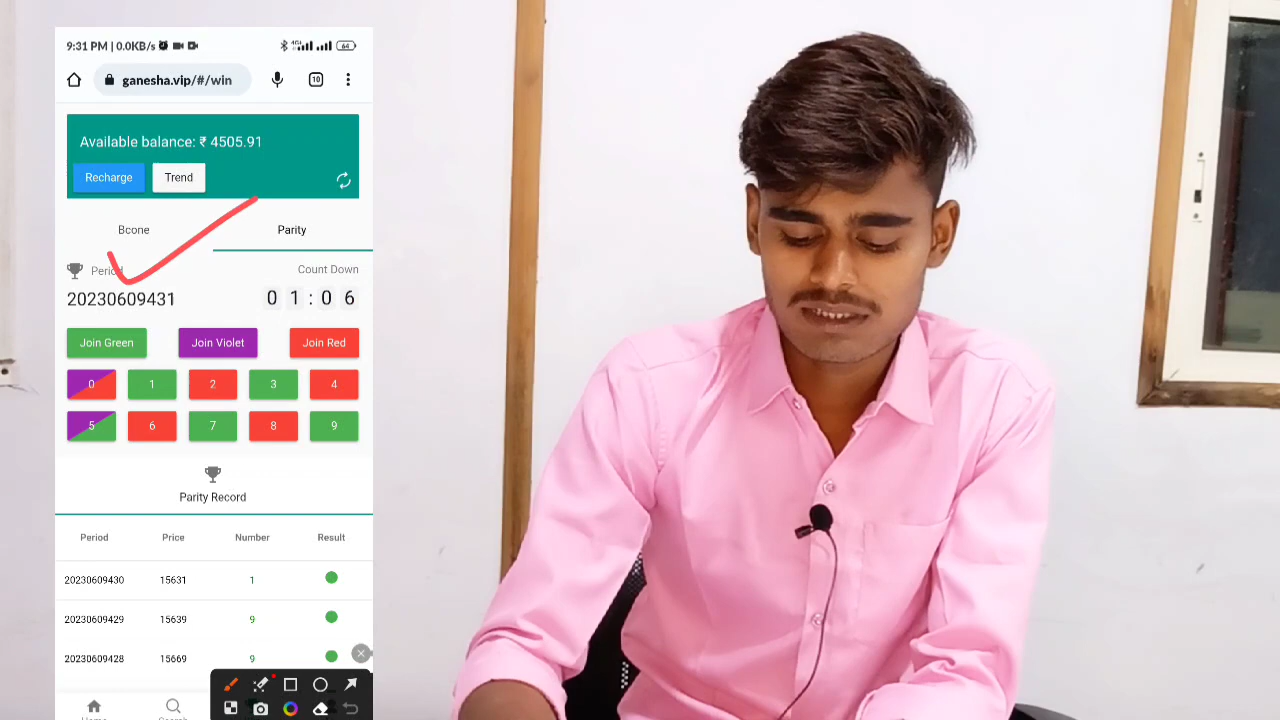 9:31 PM | 0.0KB/s 4G 64
ganesha.vip/#/win 10
Available balance: ₹ 4505.91
Recharge Trend
Bcone Parity
Period Count Down
20230609431 0 1 : 0 6
Join Green Join Violet Join Red
0 1 2 3 4
5 6 7 8 9
Parity Record
Period Price Number Result
20230609430 15631 1
20230609429 15639 9
20230609428 15669 9